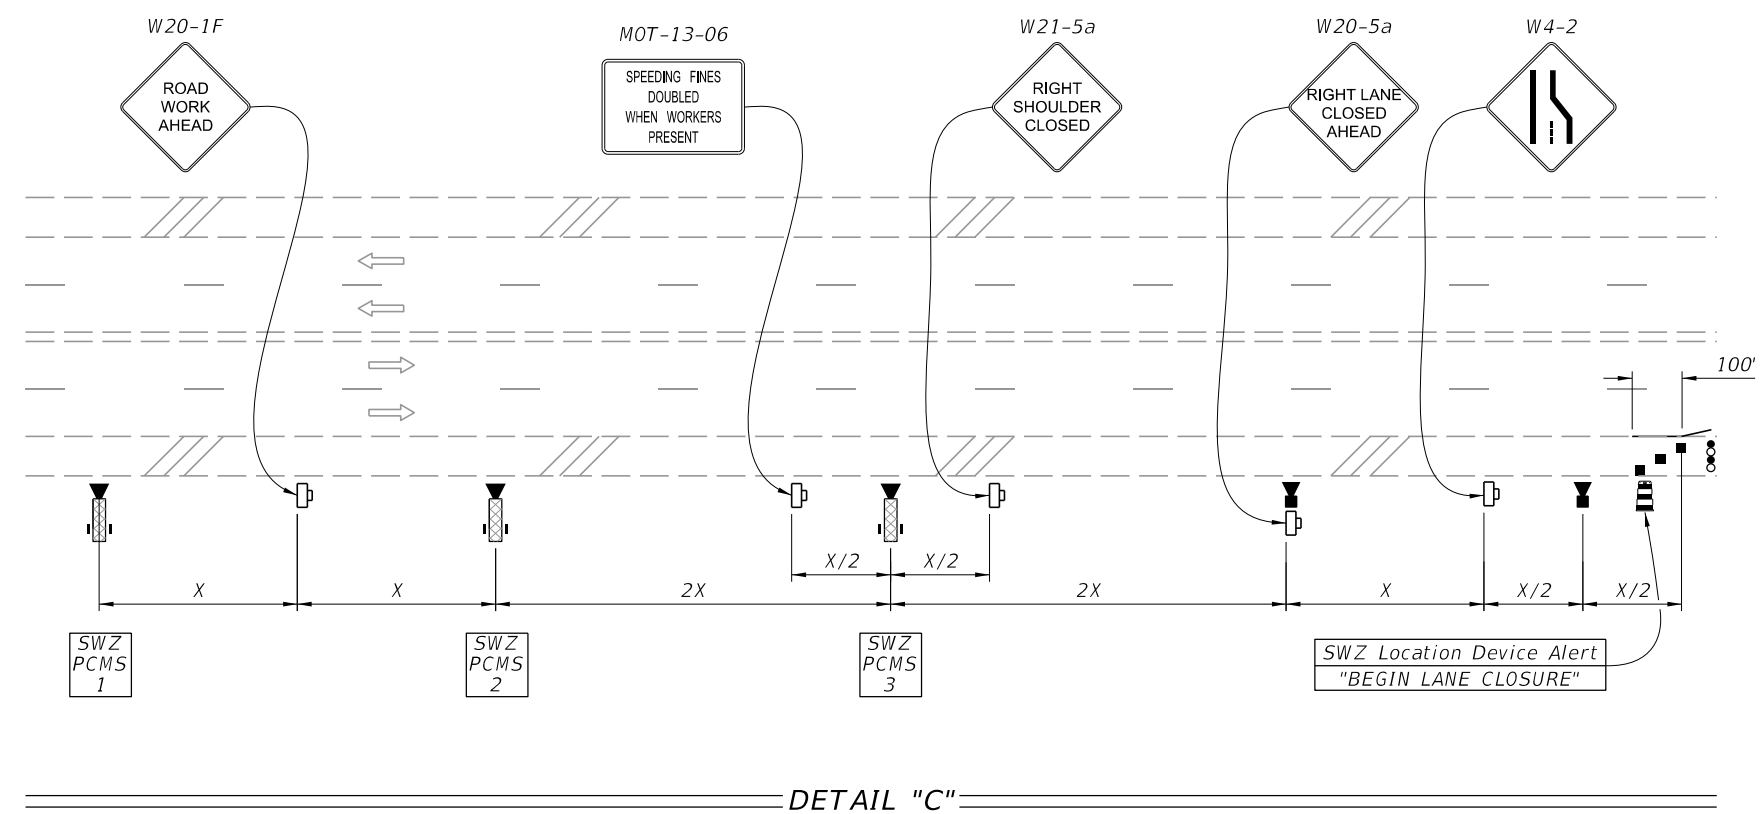 W20-1F
MOT-13-06
W21-5a
W20-5a
W4-2
ROAD
WORK
AHEAD
SPEEDING FINES
DOUBLED
WHEN WORKERS
PRESENT
RIGHT
SHOULDER
CLOSED
RIGHT LANE
CLOSED
AHEAD
100'
X/2
X/2
X
X
2X
2X
X
X/2
X/2
SWZ
PCMS
1
SWZ
PCMS
2
SWZ
PCMS
3
SWZ Location Device Alert
"BEGIN LANE CLOSURE"
DETAIL "C"